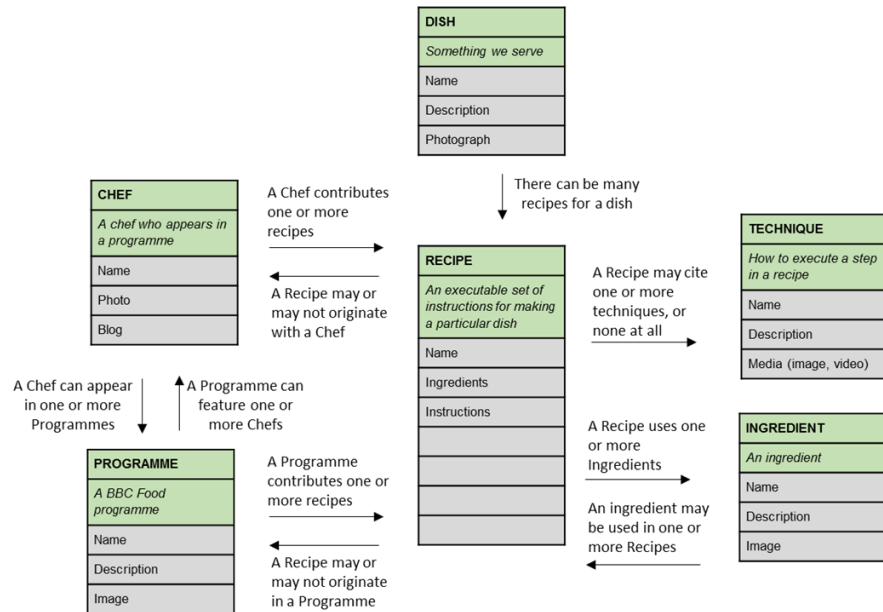 DISH
Something we serve
Name
Description
Photograph
There can be many
recipes for a dish
CHEF
A chef who appears in
a programme
Name
Photo
Blog
A Chef contributes
one or more
recipes
A Recipe may or
may not originate
with a Chef
RECIPE
An executable set of
instructions for making
a particular dish
Name
Ingredients
Instructions
A Recipe may cite
one or more
techniques, or
none at all
TECHNIQUE
How to execute a step
in a recipe
Name
Description
Media (image, video)
A Chef can appear
in one or more
Programmes
A Programme can
feature one or
more Chefs
PROGRAMME
A BBC Food
programme
Name
Description
Image
A Programme
contributes one or
more recipes
A Recipe may or
may not originate
in a Programme
A Recipe uses one
or more
Ingredients
An ingredient may
be used in one or
more Recipes
INGREDIENT
An ingredient
Name
Description
Image